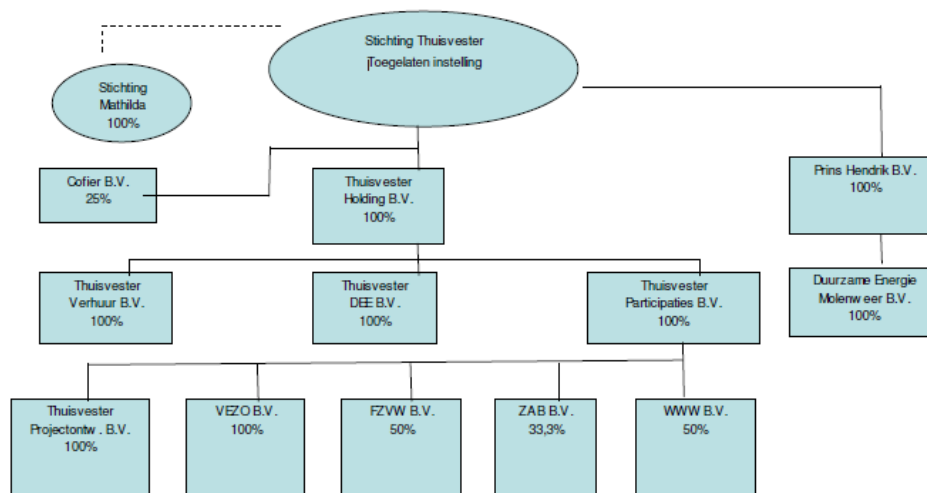 Stichting Thuisvester
Toegelaten instelling
Stichting
Mathilda
100%
Cofier B.V.
25%
Thuisvester
Holding B.V.
100%
Prins Hendrik B.V.
100%
Thuisvester
Verhuur B.V.
100%
Thuisvester
DEE B.V.
100%
Thuisvester
Participaties B.V.
100%
Duurzame Energie
Molenweer B.V.
100%
Thuisvester
Projectontw . B.V.
100%
VEZO B.V.
100%
FZVW B.V.
50%
ZAB B.V.
33,3%
WWW B.V.
50%